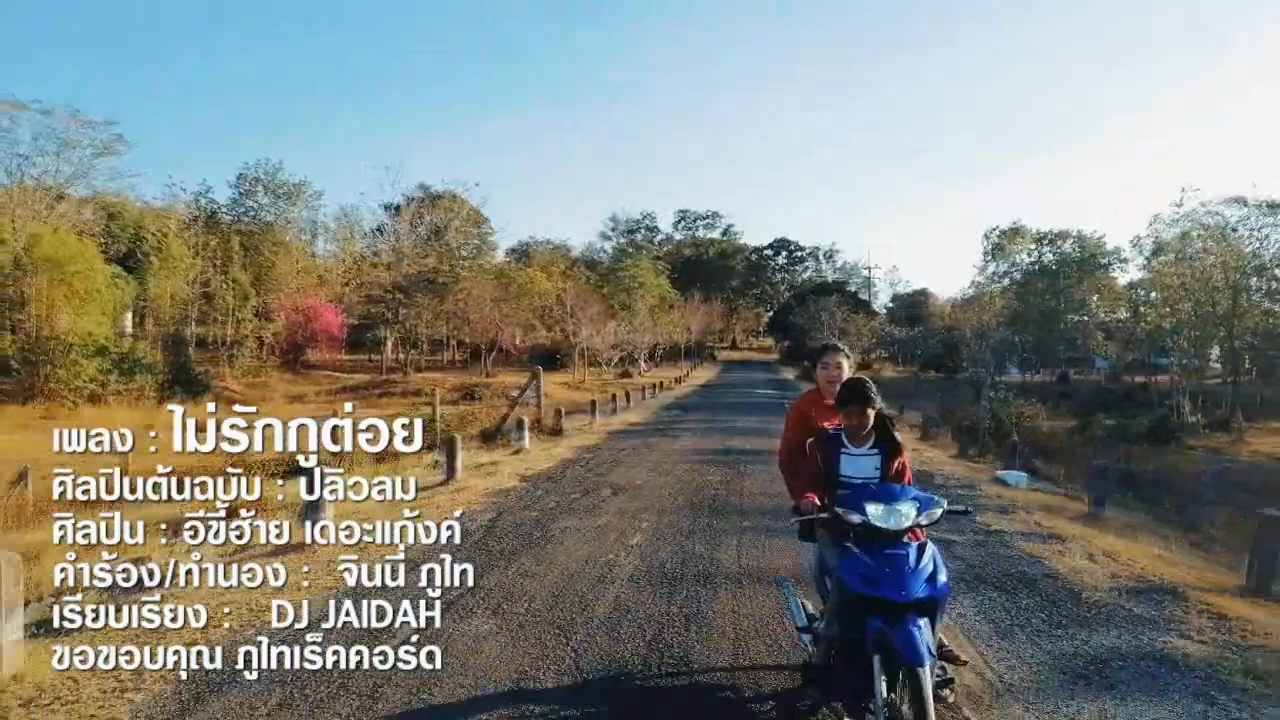 เพลง : ไม่รักกูต่อย
ศิลปินต้นฉบับ : ปลิวลม
ศิลปิน : อีขี้ฮ้าย เดอะแก้งค์
คำร้อง/ทำนอง : จินนี่ ภูไท
เรียบเรียง : DJ JAIDAH
ขอขอบคุณ ภูไทเร็คคอร์ด